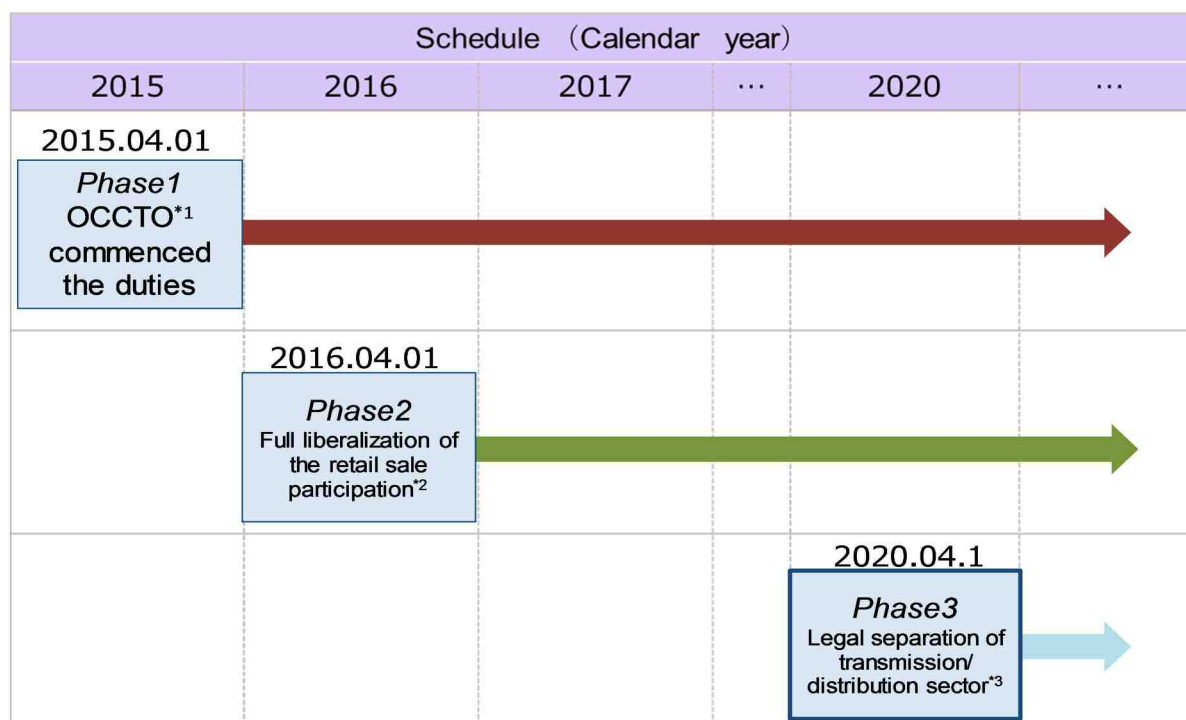 Schedule （Calendar year）
2015 2016 2017 … 2020 …
2015.04.01
Phase1
OCCTO*1
commenced
the duties
2016.04.01
Phase2
Full liberalization of
the retail sale
participation*2
2020.04.1
Phase3
Legal separation of
transmission/
distribution sector*3